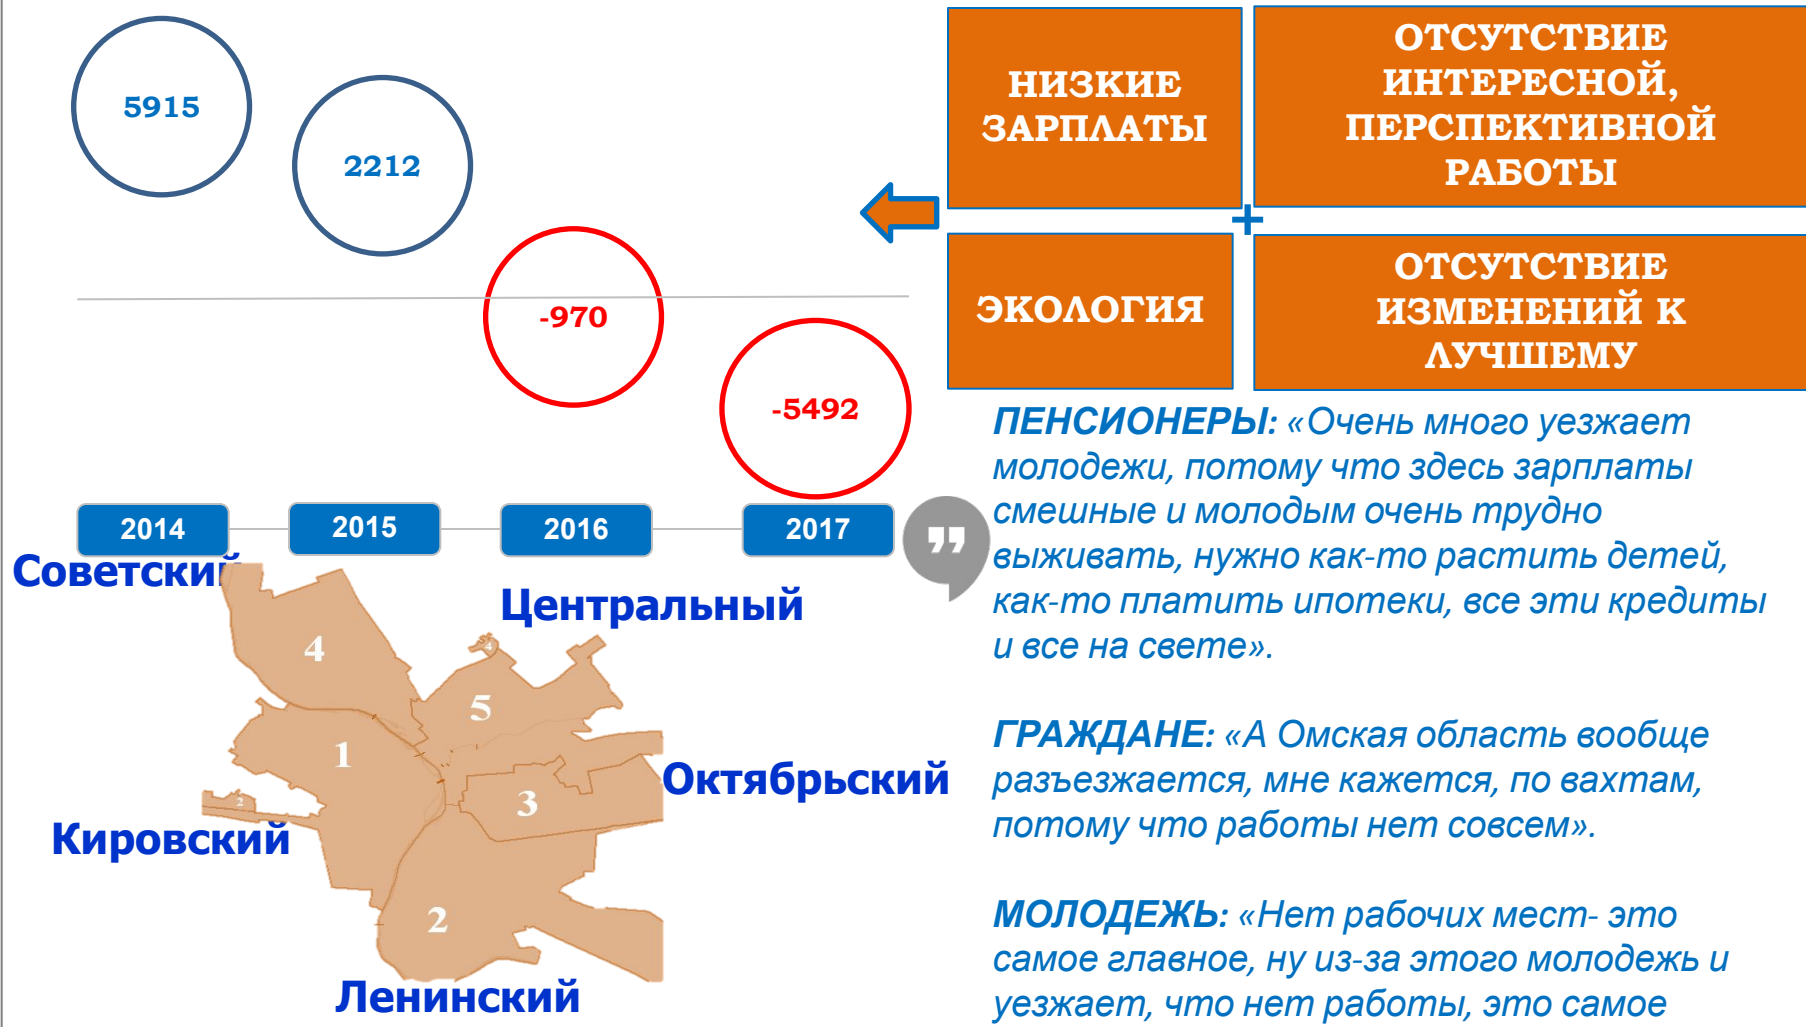 5915
2212
-970
-5492
2014
2015
2016
2017
НИЗКИЕ
ЗАРПЛАТЫ
ОТСУТСТВИЕ
ИНТЕРЕСНОЙ,
ПЕРСПЕКТИВНОЙ
РАБОТЫ
+
ЭКОЛОГИЯ
ОТСУТСТВИЕ
ИЗМЕНЕНИЙ К
ЛУЧШЕМУ
Советский
Центральный
Октябрьский
Кировский
Ленинский
4
4
5
1
3
2
2
ПЕНСИОНЕРЫ: «Очень много уезжает
молодежи, потому что здесь зарплаты
смешные и молодым очень трудно
выживать, нужно как-то растить детей,
как-то платить ипотеки, все эти кредиты
и все на свете».
ГРАЖДАНЕ: «А Омская область вообще
разъезжается, мне кажется, по вахтам,
потому что работы нет совсем».
МОЛОДЕЖЬ: «Нет рабочих мест- это
самое главное, ну из-за этого молодежь и
уезжает, что нет работы, это самое